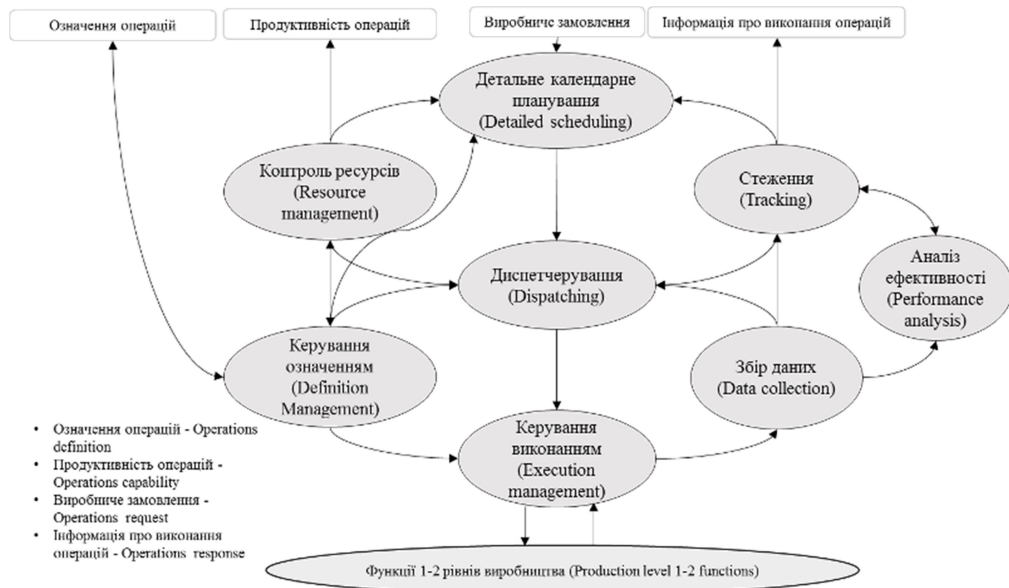 Означення операцій
Продуктивність операцій
Виробниче замовлення
Інформація про виконання операцій
Детальне календарне
планування
(Detailed scheduling)
Контроль ресурсів
(Resource
management)
Стеження
(Tracking)
Аналіз
ефективності
(Performance
analysis)
Диспетчерування
(Dispatching)
Керування
означенням
(Definition
Management)
Збір даних
(Data collection)
Керування
виконанням
(Execution
management)
• Означення операцій - Operations
definition
• Продуктивність операцій -
Operations capability
• Виробниче замовлення -
Operations request
• Інформація про виконання
операцій - Operations response
Функції 1-2 рівнів виробництва (Production level 1-2 functions)